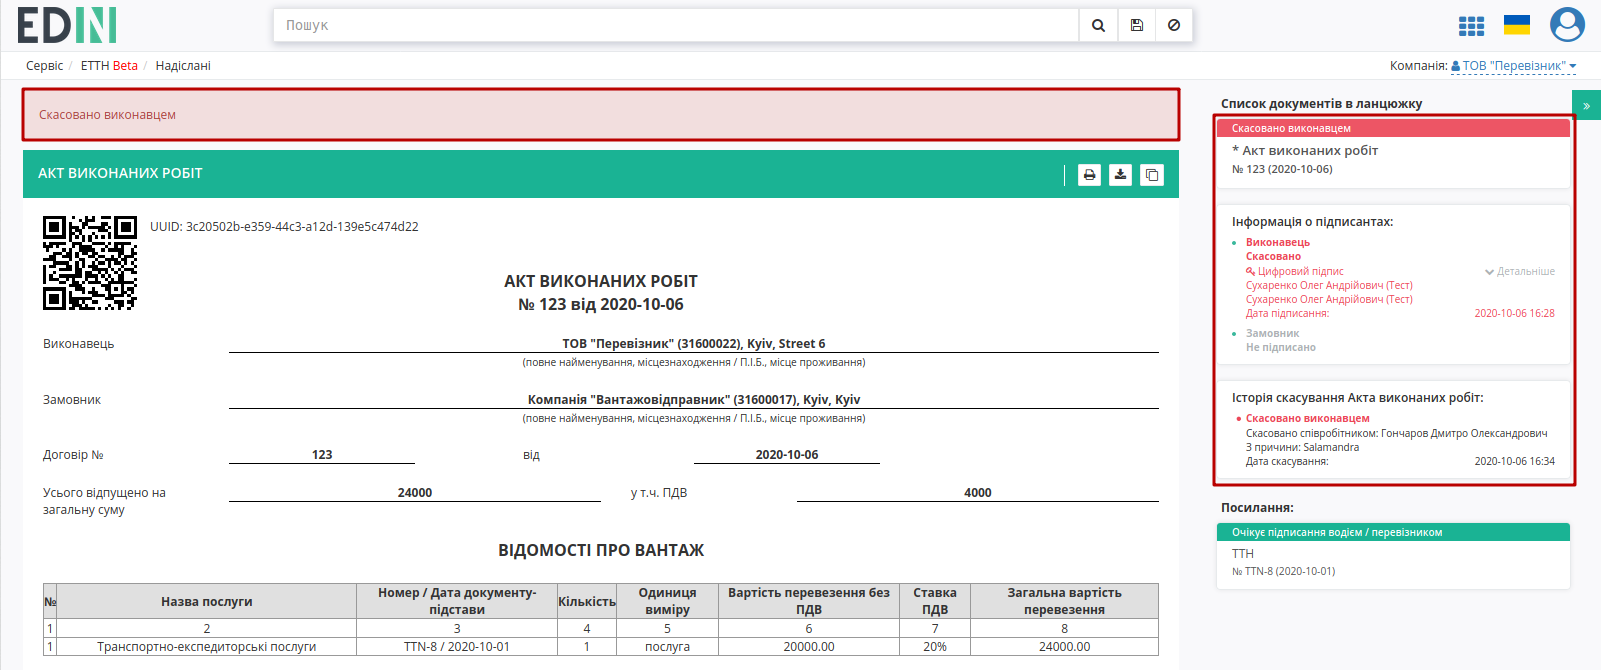 EDIN
Пошук
Сервіс / ЕТТН Beta / Надіслані
Компанія: ТОВ "Перевізник"
Скасовано виконавцем
АКТ ВИКОНАНИХ РОБІТ
UUID: 3c20502b-e359-44c3-a12d-139e5c474d22
АКТ ВИКОНАНИХ РОБІТ
№ 123 від 2020-10-06
Виконавець ТОВ "Перевізник" (31600022), Kyiv, Street 6
(повне найменування, місцезнаходження / П.І.Б., місце проживання)
Замовник Компанія "Вантажовідправник" (31600017), Kyiv, Kyiv
(повне найменування, місцезнаходження / П.І.Б., місце проживання)
Договір № 123 від 2020-10-06
Усього відпущено на загальну суму 24000 у т.ч. ПДВ 4000
ВІДОМОСТІ ПРО ВАНТАЖ
№ Назва послуги Номер / Дата документу-підстави Кількість Одиниця виміру Вартість перевезення без ПДВ Ставка ПДВ Загальна вартість перевезення
1 2 3 4 5 6 7 8
1 Транспортно-експедиторські послуги TTN-8 / 2020-10-01 1 послуга 20000.00 20% 24000.00
Список документів в ланцюжку
»
Скасовано виконавцем
* Акт виконаних робіт
№ 123 (2020-10-06)
Інформація о підписантах:
Виконавець
Скасовано
Цифровий підпис Детальніше
Сухаренко Олег Андрійович (Тест)
Сухаренко Олег Андрійович (Тест)
Дата підписання: 2020-10-06 16:28
Замовник
Не підписано
Історія скасування Акта виконаних робіт:
Скасовано виконавцем
Скасовано співробітником: Гончаров Дмитро Олександрович
З причини: Salamandra
Дата скасування: 2020-10-06 16:34
Посилання:
Очікує підписання водієм / перевізником
ТТН
№ TTN-8 (2020-10-01)